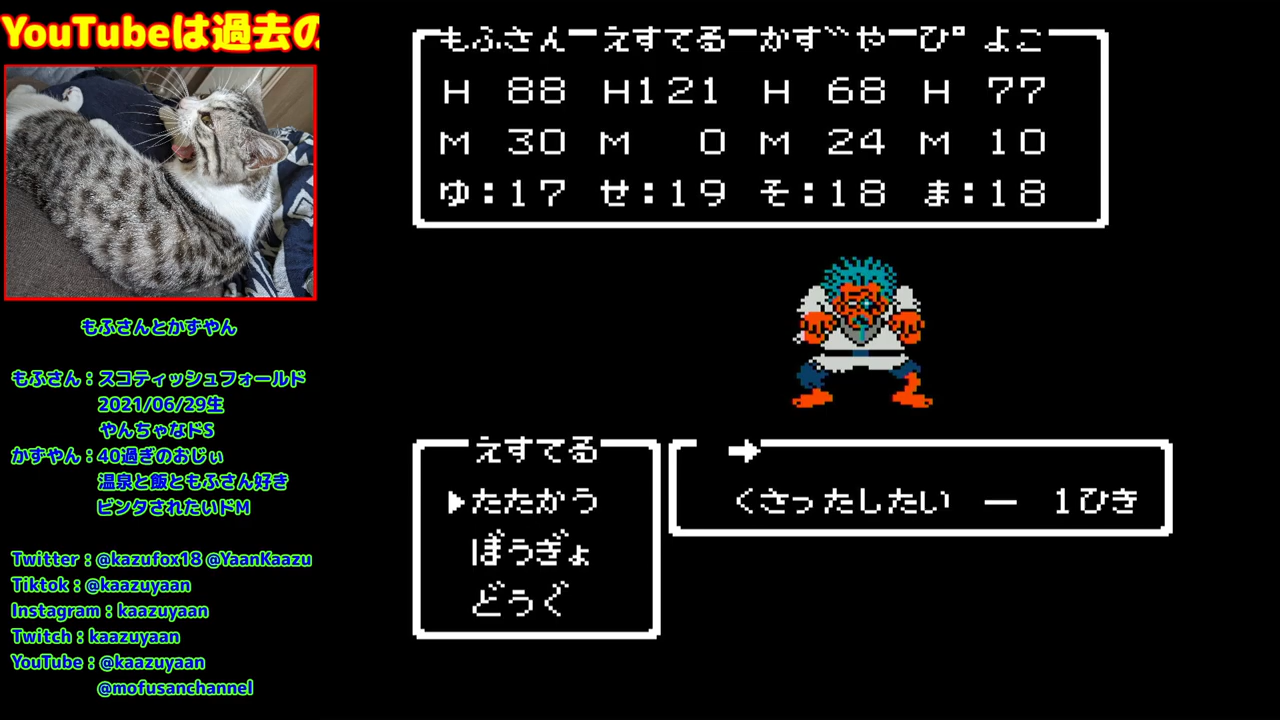 YouTubeは過去の
もふさんとかずやん
もふさん：スコティッシュフォールド
2021/06/29生
やんちゃなドS
かずやん：40過ぎのおじぃ
温泉と飯ともふさん好き
ビンタされたいドM
Twitter：@kazufox18 @YaanKaazu
Tiktok：@kaazuyaan
Instagram：kaazuyaan
Twitch：kaazuyaan
YouTube：@kaazuyaan
@mofusanchannel
もふさん えすてる かずや ぴよこ
H 88 H121 H 68 H 77
M 30 M 0 M 24 M 10
ゆ:17 せ:19 そ:18 ま:18
えすてる
▶たたかう
ぼうぎょ
どうぐ
➡
くさったしたい ー 1ひき